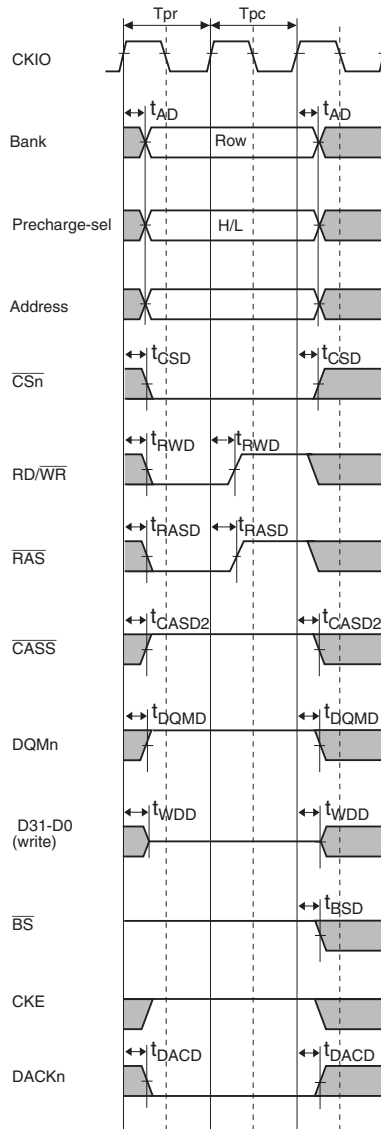 Tpr Tpc
CKIO
tAD tAD
Bank Row
Precharge-sel H/L
Address
tCSD tCSD
CSn
tRWD tRWD
RD/WR
tRASD tRASD
RAS
tCASD2 tCASD2
CASS
tDQMD tDQMD
DQMn
tWDD tWDD
D31-D0
(write)
tBSD
BS
CKE
tDACD tDACD
DACKn